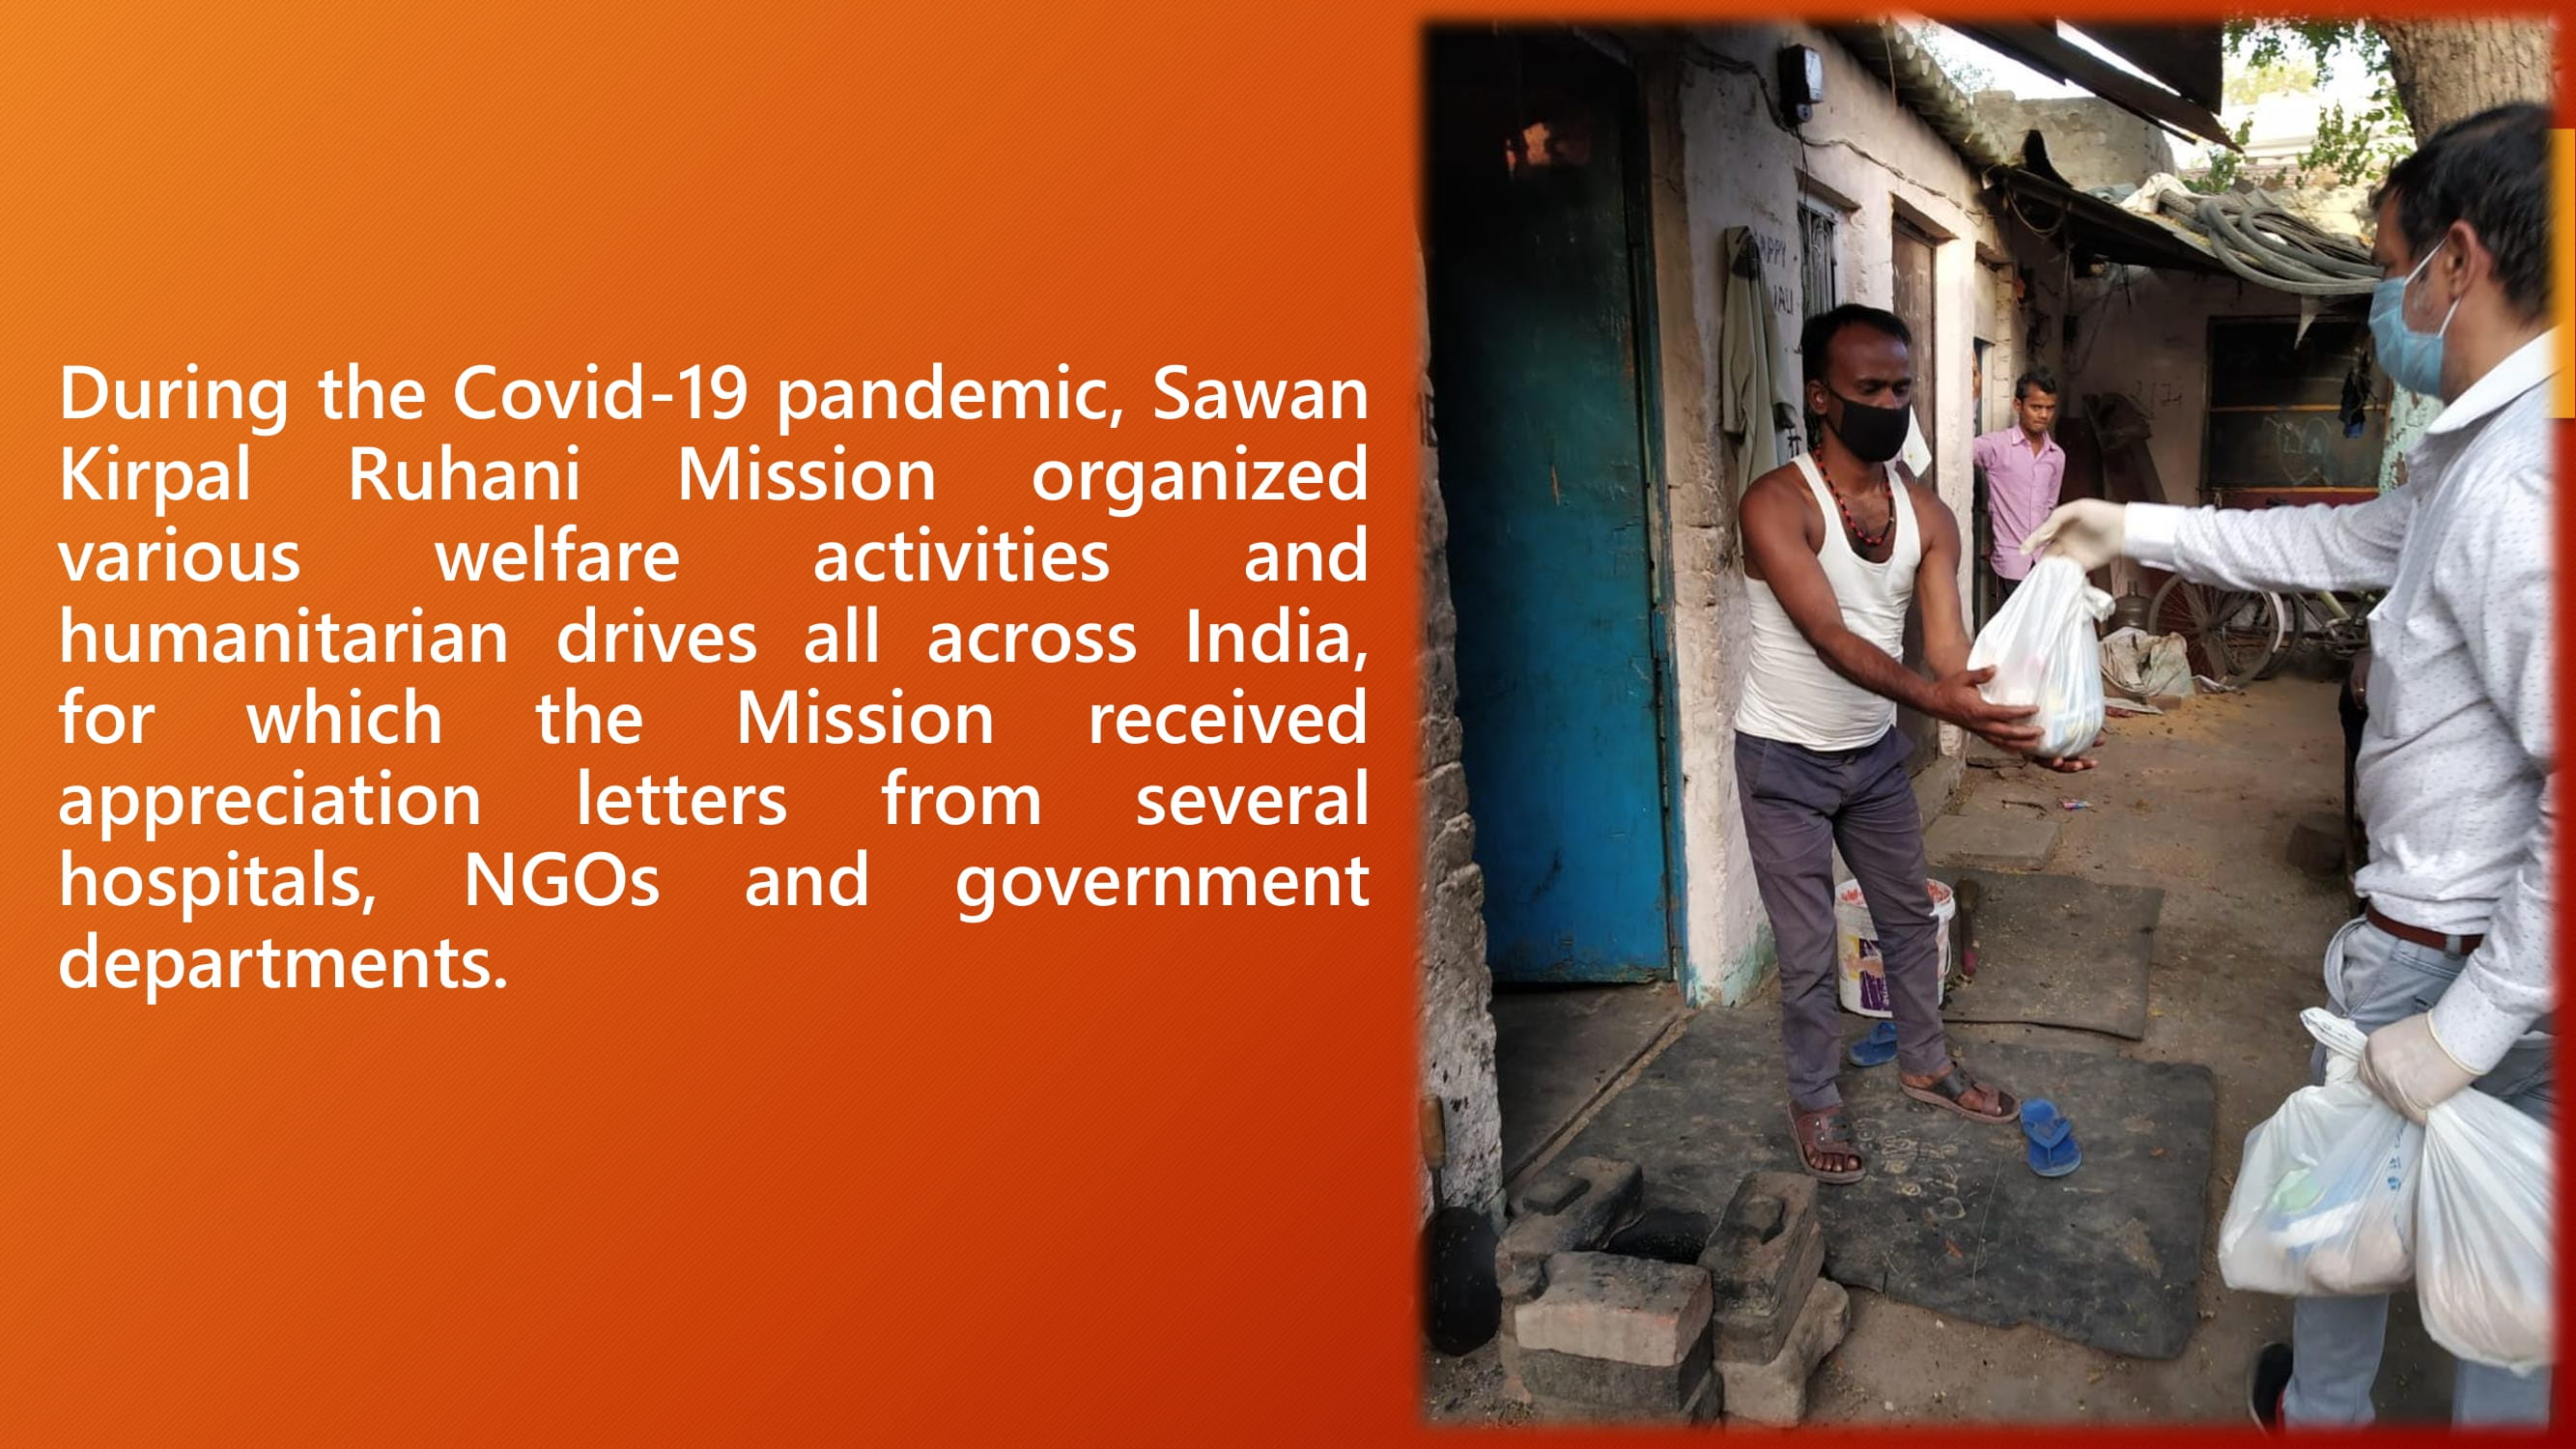 During the Covid-19 pandemic, Sawan
Kirpal Ruhani Mission organized
various welfare activities and
humanitarian drives all across India,
for which the Mission received
appreciation letters from several
hospitals, NGOs and government
departments.